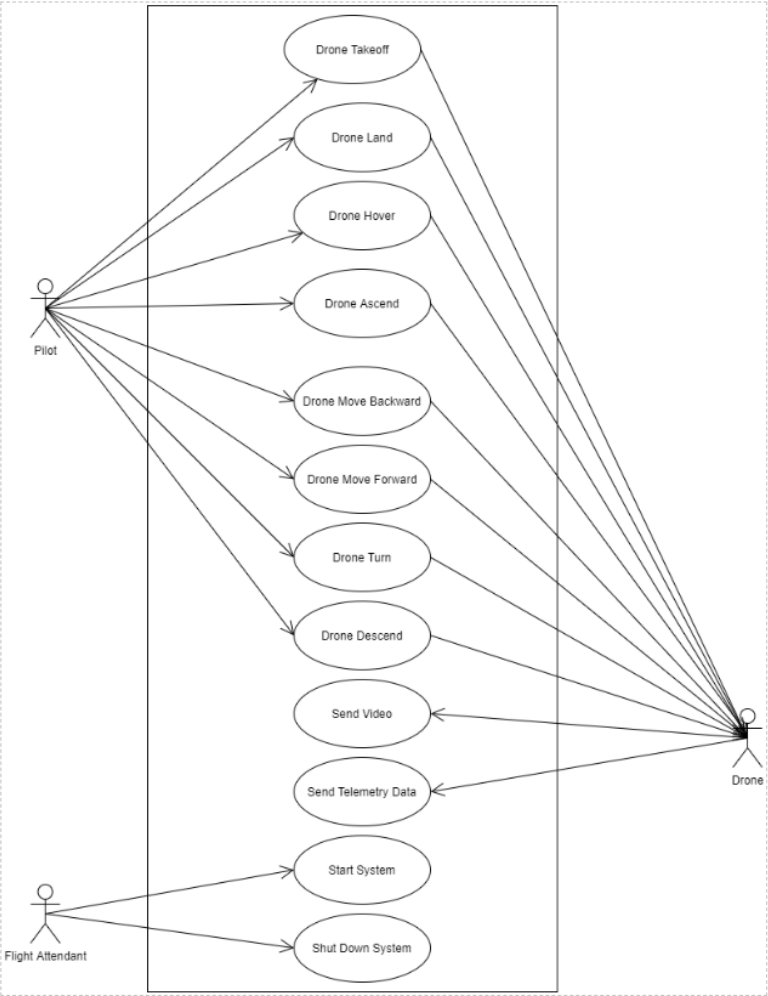 Drone Takeoff
Drone Land
Drone Hover
Drone Ascend
Pilot
Drone Move Backward
Drone Move Forward
Drone Turn
Drone Descend
Send Video
Drone
Send Telemetry Data
Start System
Shut Down System
Flight Attendant